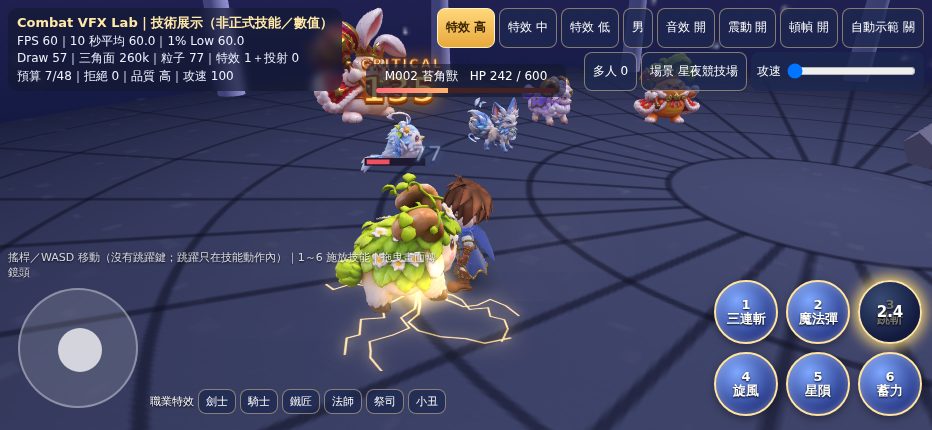 Combat VFX Lab｜技術展示（非正式技能／數值）
FPS 60｜10 秒平均 60.0｜1% Low 60.0
Draw 57｜三角面 260k｜粒子 77｜特效 1＋投射 0
預算 7/48｜拒絕 0｜品質 高｜攻速 100
特效 高
特效 中
特效 低
男
音效 開
震動 開
頓幀 開
自動示範 關
多人 0
場景 星夜競技場
攻速
CRITICAL
M002 苔角獸 HP 242 / 600
77
搖桿／WASD 移動（沒有跳躍鍵；跳躍只在技能動作內）｜1～6 施放技能｜拖曳畫面轉
鏡頭
1
三連斬
2
魔法彈
3
跳斬
2.4
4
旋風
5
星隕
6
蓄力
職業特效
劍士
騎士
鐵匠
法師
祭司
小丑